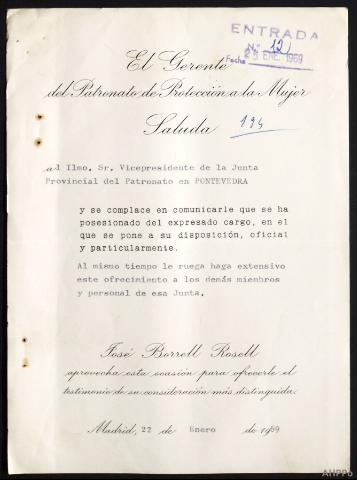 ENTRADA
N.º 12
Fecha 25 ENE. 1969
El Gerente
del Patronato de Protección a la Mujer
Saluda 194
al Ilmo. Sr. Vicepresidente de la Junta
Provincial del Patronato en PONTEVEDRA
y se complace en comunicarle que se ha
posesionado del expresado cargo, en el
que se pone a su disposición, oficial
y particularmente.
Al mismo tiempo le ruega haga extensivo
este ofrecimiento a los demás miembros
y personal de esa Junta.
José Borrell Rosell
aprovecha esta ocasión para ofrecerle el
testimonio de su consideración más distinguida.
Madrid, 22 de Enero de 1969
AHPPo